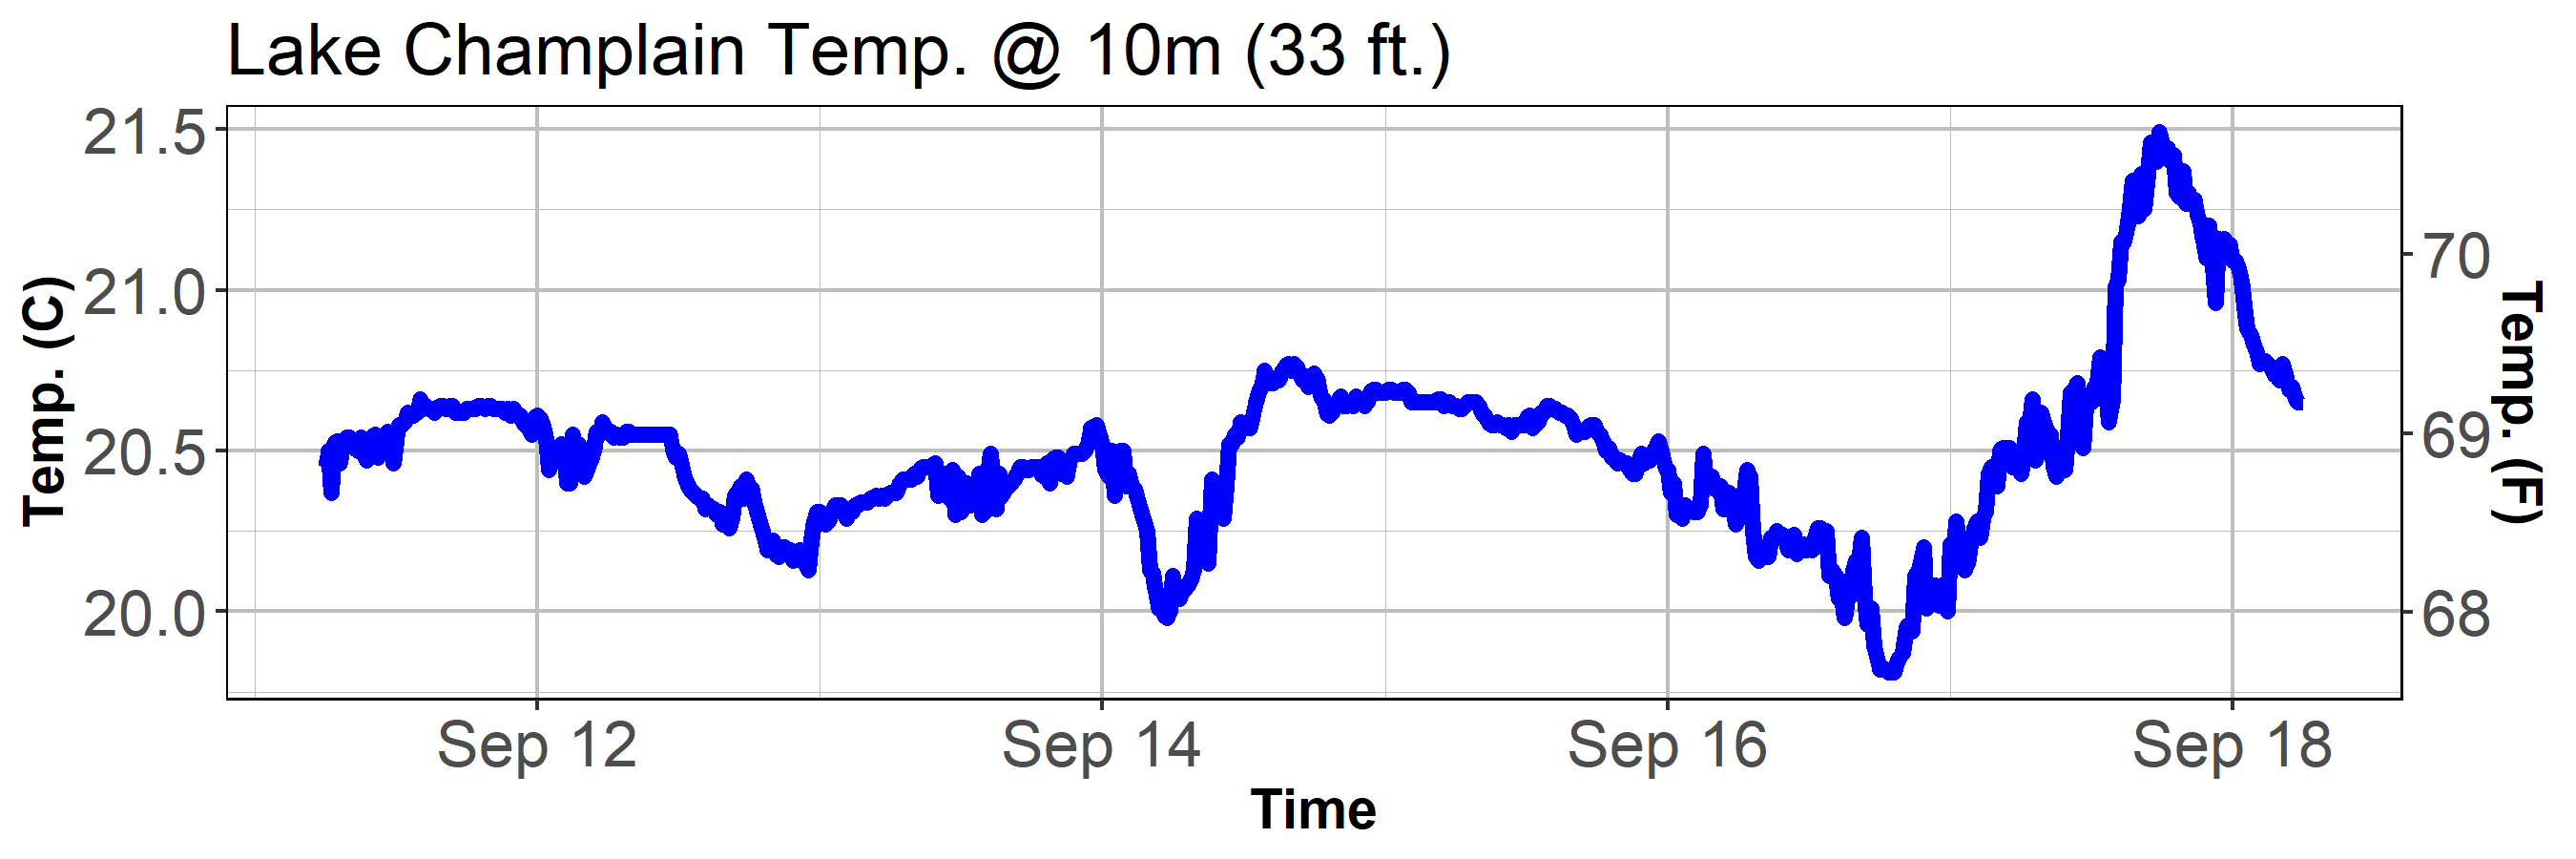 Lake Champlain Temp. @ 10m (33 ft.)
21.5
21.0
20.5
20.0
Temp. (C)
70
69
68
Temp. (F)
Sep 12 Sep 14 Sep 16 Sep 18
Time